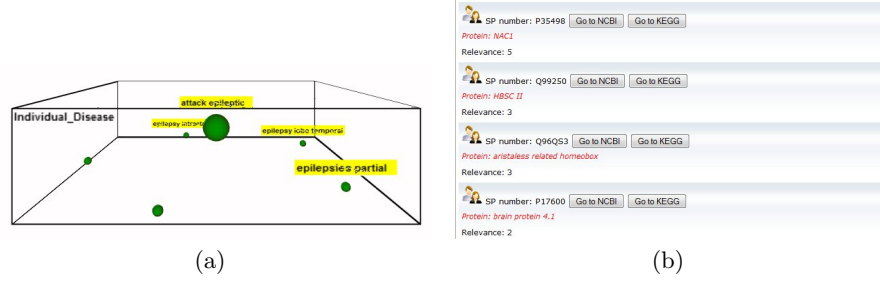 attack epileptic
Individual_Disease
epilepsy
epilepsy lobe temporal
epilepsies partial
(a)
SP number: P35498 Go to NCBI Go to KEGG
Protein: NAC1
Relevance: 5
SP number: Q99250 Go to NCBI Go to KEGG
Protein: HBSC II
Relevance: 3
SP number: Q96QS3 Go to NCBI Go to KEGG
Protein: aristaless related homeobox
Relevance: 3
SP number: P17600 Go to NCBI Go to KEGG
Protein: brain protein 4.1
Relevance: 2
(b)